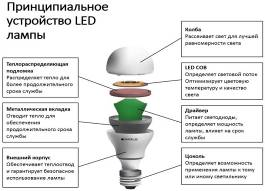 Принципиальное
устройство LED
лампы
Колба
Рассеивает свет для лучшей
равномерности света
Теплораспределяющая
подложка
Распределяет тепло для более
продолжительного
срока службы
LED COB
Определяет световой поток
Оптимизирует цветовую
температуру и качество
света
Металлическая вкладка
Отводит тепло для
обеспечения
продолжительного срока
службы
Драйвер
Питает светодиоды,
определяет мощность
лампы, влияет на срок
службы
Внешний корпус
Обеспечивает теплоотвод
и гарантирует безопасное
использование лампы
Цоколь
Определяет возможность
применения лампы к тому
или иному светильнику